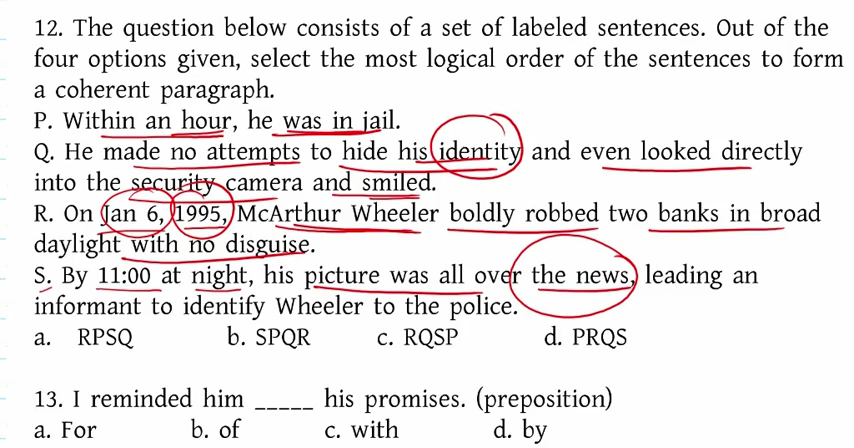 12. The question below consists of a set of labeled sentences. Out of the
four options given, select the most logical order of the sentences to form
a coherent paragraph.
P. Within an hour, he was in jail.
Q. He made no attempts to hide his identity and even looked directly
into the security camera and smiled.
R. On Jan 6, 1995, McArthur Wheeler boldly robbed two banks in broad
daylight with no disguise.
S. By 11:00 at night, his picture was all over the news, leading an
informant to identify Wheeler to the police.
a. RPSQ b. SPQR c. RQSP d. PRQS
13. I reminded him _____ his promises. (preposition)
a. For b. of c. with d. by